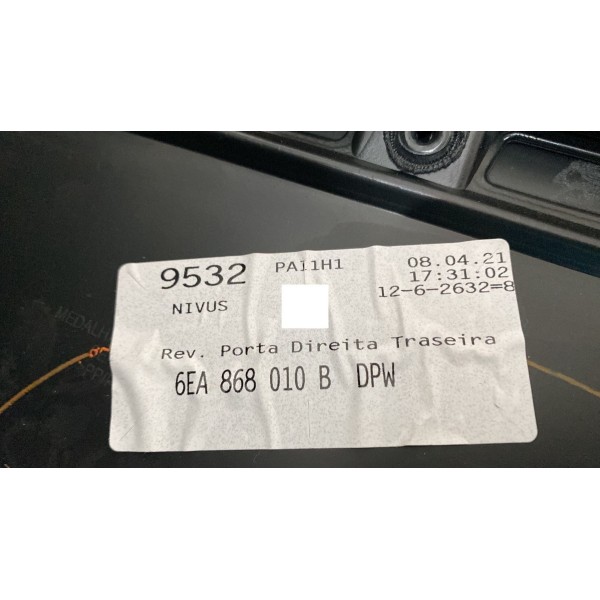 9532 PA11H1 08.04.21
17:31:02
NIVUS 12-6-2632=8
Rev. Porta Direita Traseira
6EA 868 010 B DPW